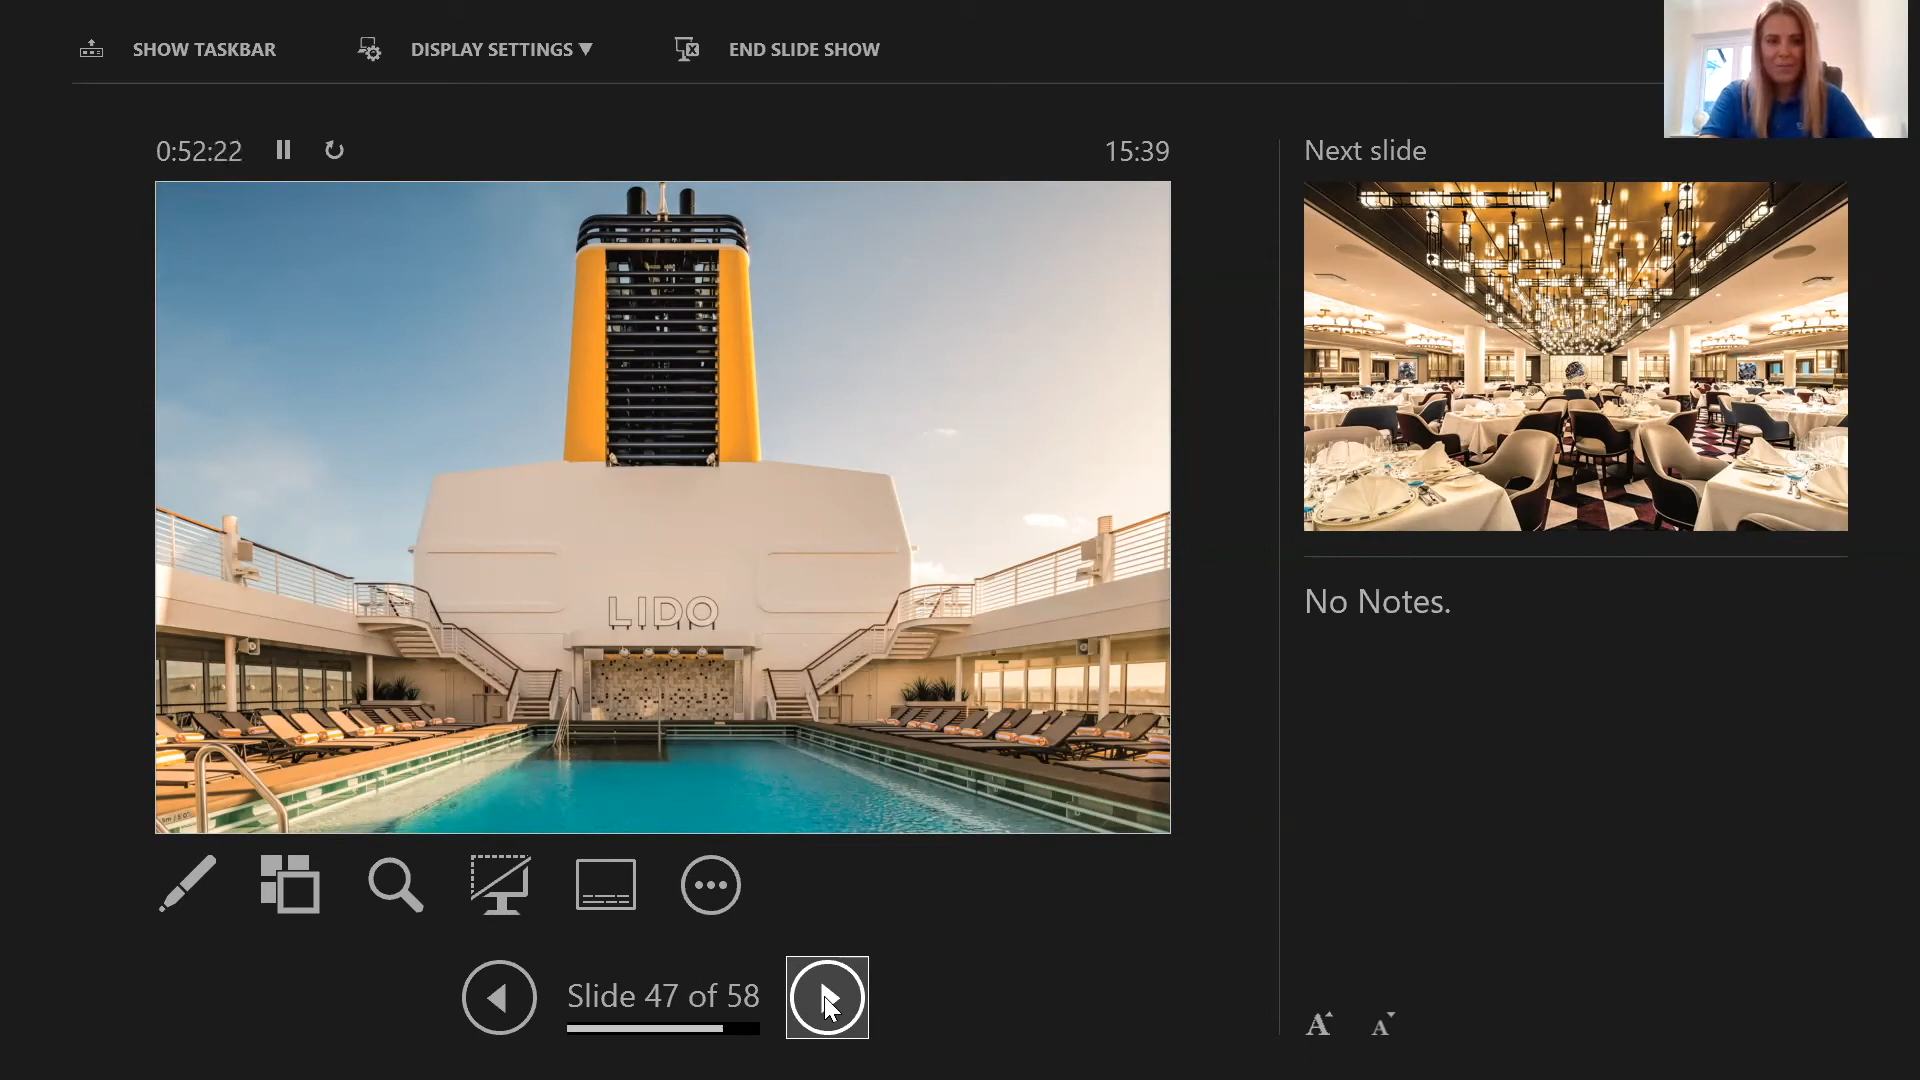 SHOW TASKBAR
DISPLAY SETTINGS ▼
END SLIDE SHOW
0:52:22
15:39
Next slide
LIDO
No Notes.
Slide 47 of 58
A
A